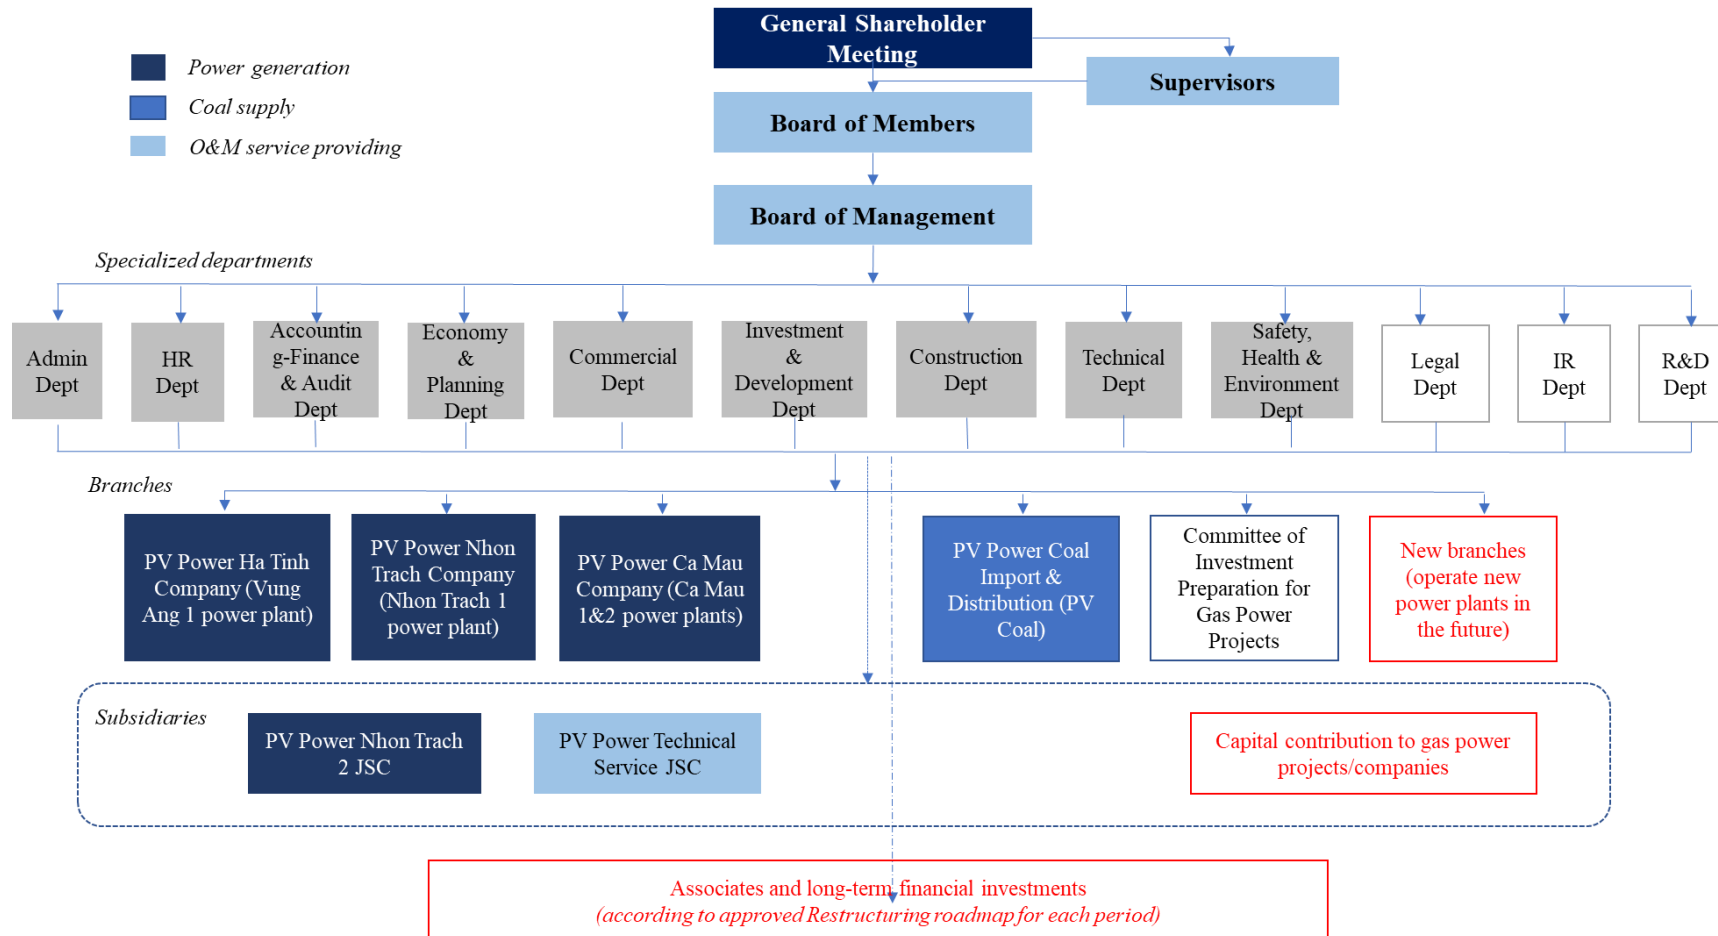 General Shareholder
Meeting
Supervisors
Power generation
Coal supply
O&M service providing
Board of Members
Board of Management
Specialized departments
Admin
Dept
HR
Dept
Accountin
g-Finance
& Audit
Dept
Economy
&
Planning
Dept
Commercial
Dept
Investment
&
Development
Dept
Construction
Dept
Technical
Dept
Safety,
Health &
Environment
Dept
Legal
Dept
IR
Dept
R&D
Dept
Branches
PV Power Ha Tinh
Company (Vung
Ang 1 power plant)
PV Power Nhon
Trach Company
(Nhon Trach 1
power plant)
PV Power Ca Mau
Company (Ca Mau
1&2 power plants)
PV Power Coal
Import &
Distribution (PV
Coal)
Committee of
Investment
Preparation for
Gas Power
Projects
New branches
(operate new
power plants in
the future)
Subsidiaries
PV Power Nhon Trach
2 JSC
PV Power Technical
Service JSC
Capital contribution to gas power
projects/companies
Associates and long-term financial investments
(according to approved Restructuring roadmap for each period)